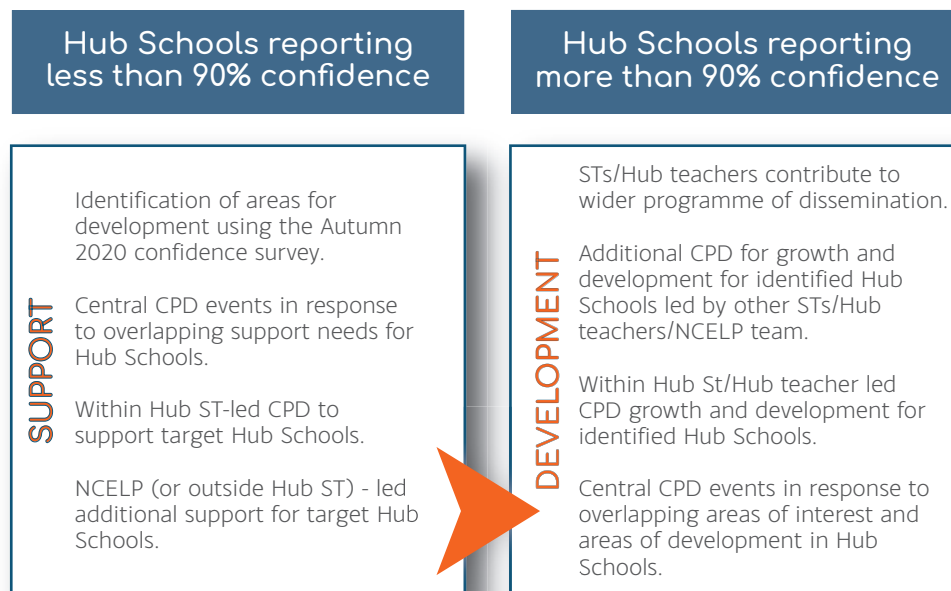 Hub Schools reporting
less than 90% confidence
SUPPORT
Identification of areas for
development using the Autumn
2020 confidence survey.
Central CPD events in response
to overlapping support needs for
Hub Schools.
Within Hub ST-led CPD to
support target Hub Schools.
NCELP (or outside Hub ST) - led
additional support for target Hub
Schools.
Hub Schools reporting
more than 90% confidence
DEVELOPMENT
STs/Hub teachers contribute to
wider programme of dissemination.
Additional CPD for growth and
development for identified Hub
Schools led by other STs/Hub
teachers/NCELP team.
Within Hub St/Hub teacher led
CPD growth and development for
identified Hub Schools.
Central CPD events in response to
overlapping areas of interest and
areas of development in Hub
Schools.